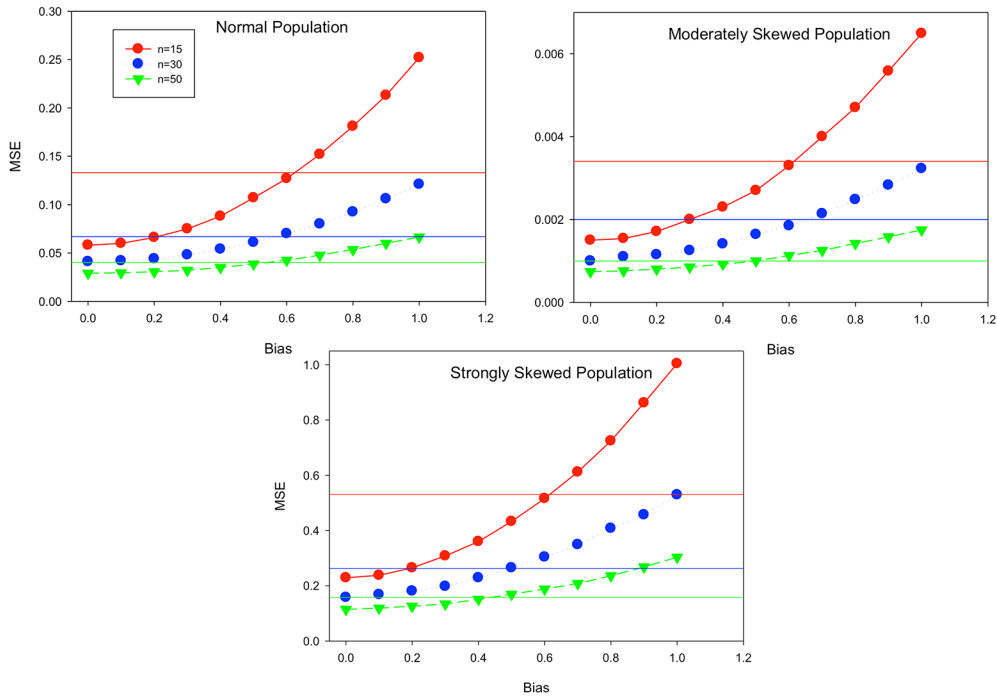 Normal Population
n=15
n=30
n=50
MSE
0.30
0.25
0.20
0.15
0.10
0.05
0.00
0.0 0.2 0.4 0.6 0.8 1.0 1.2
Bias
Moderately Skewed Population
0.006
0.004
0.002
0.000
0.0 0.2 0.4 0.6 0.8 1.0 1.2
Bias
Strongly Skewed Population
MSE
1.0
0.8
0.6
0.4
0.2
0.0
0.0 0.2 0.4 0.6 0.8 1.0 1.2
Bias